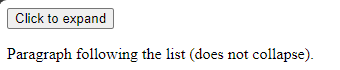 Click to expand
Paragraph following the list (does not collapse).